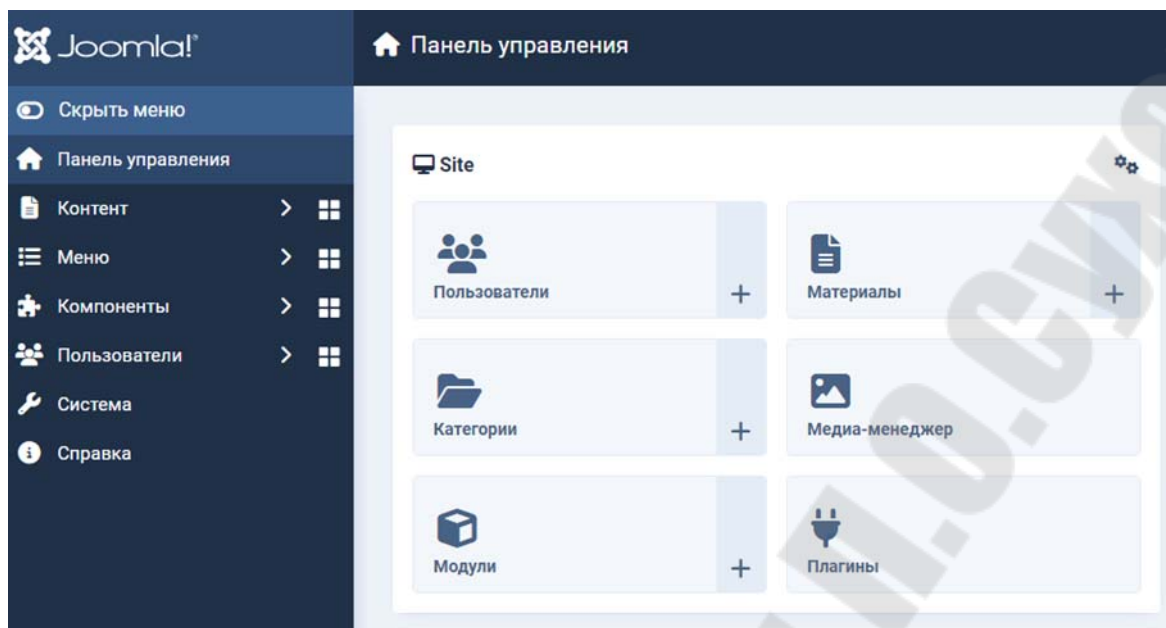 Joomla!
Панель управления
Скрыть меню
Панель управления
Контент
Меню
Компоненты
Пользователи
Система
Справка
Site
Пользователи
Материалы
Категории
Медиа-менеджер
Модули
Плагины